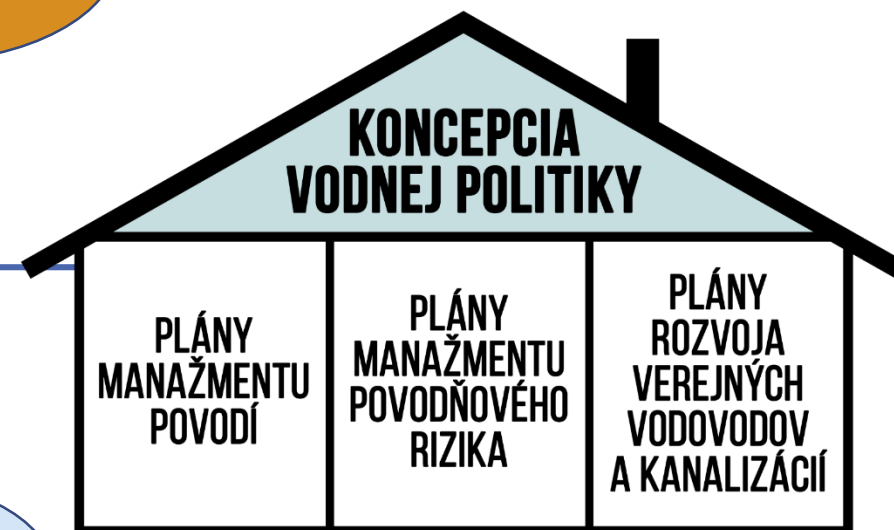 KONCEPCIA
VODNEJ POLITIKY
PLÁNY
MANAŽMENTU
POVODÍ
PLÁNY
MANAŽMENTU
POVODŇOVÉHO
RIZIKA
PLÁNY
ROZVOJA
VEREJNÝCH
VODOVODOV
A KANALIZÁCIÍ